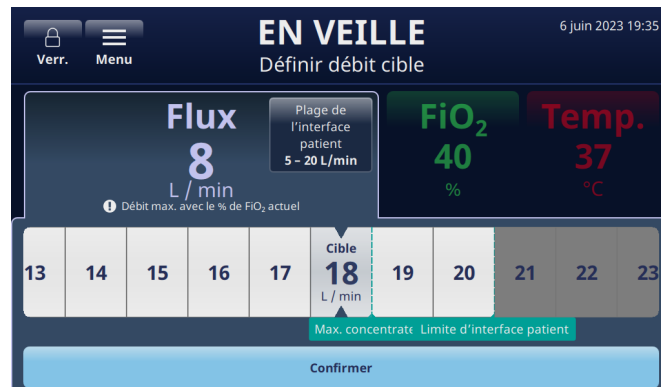 EN VEILLE
6 juin 2023 19:35
Verr.
Menu
Définir débit cible
Flux
8
L / min
Débit max. avec le % de FiO₂ actuel
Plage de
l'interface
patient
5 – 20 L/min
FiO₂
40
%
Temp.
37
°C
13 14 15 16 17
Cible
18
L / min
19 20 21 22 23
Max. concentrate
Limite d'interface patient
Confirmer